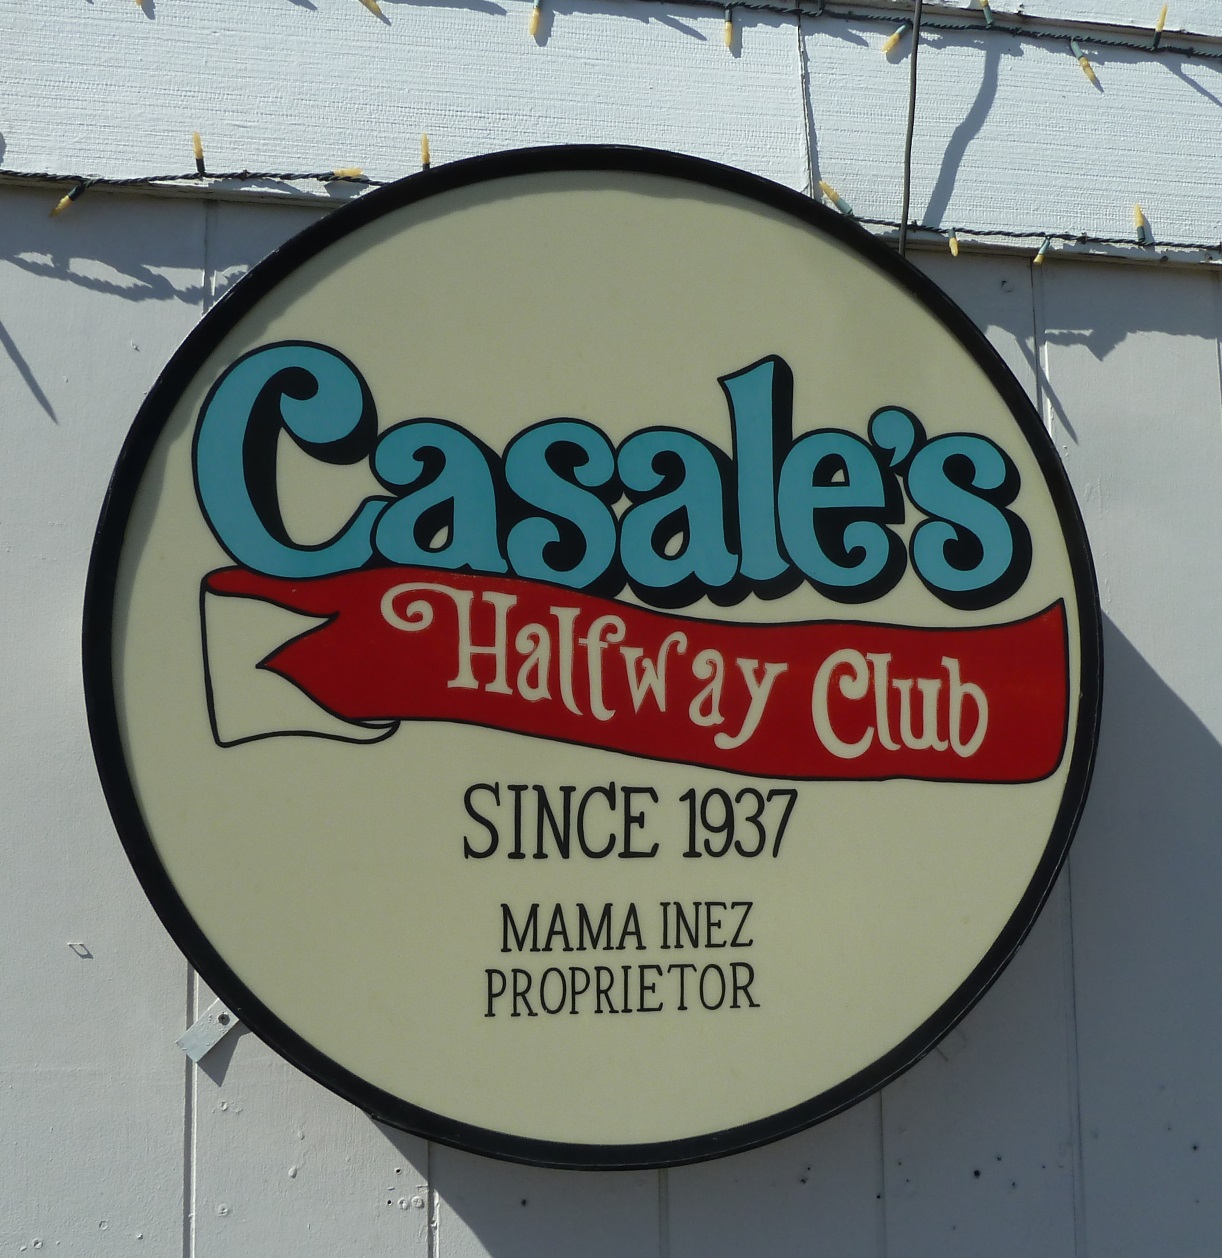 Casale's
Halfway Club
SINCE 1937
MAMA INEZ
PROPRIETOR